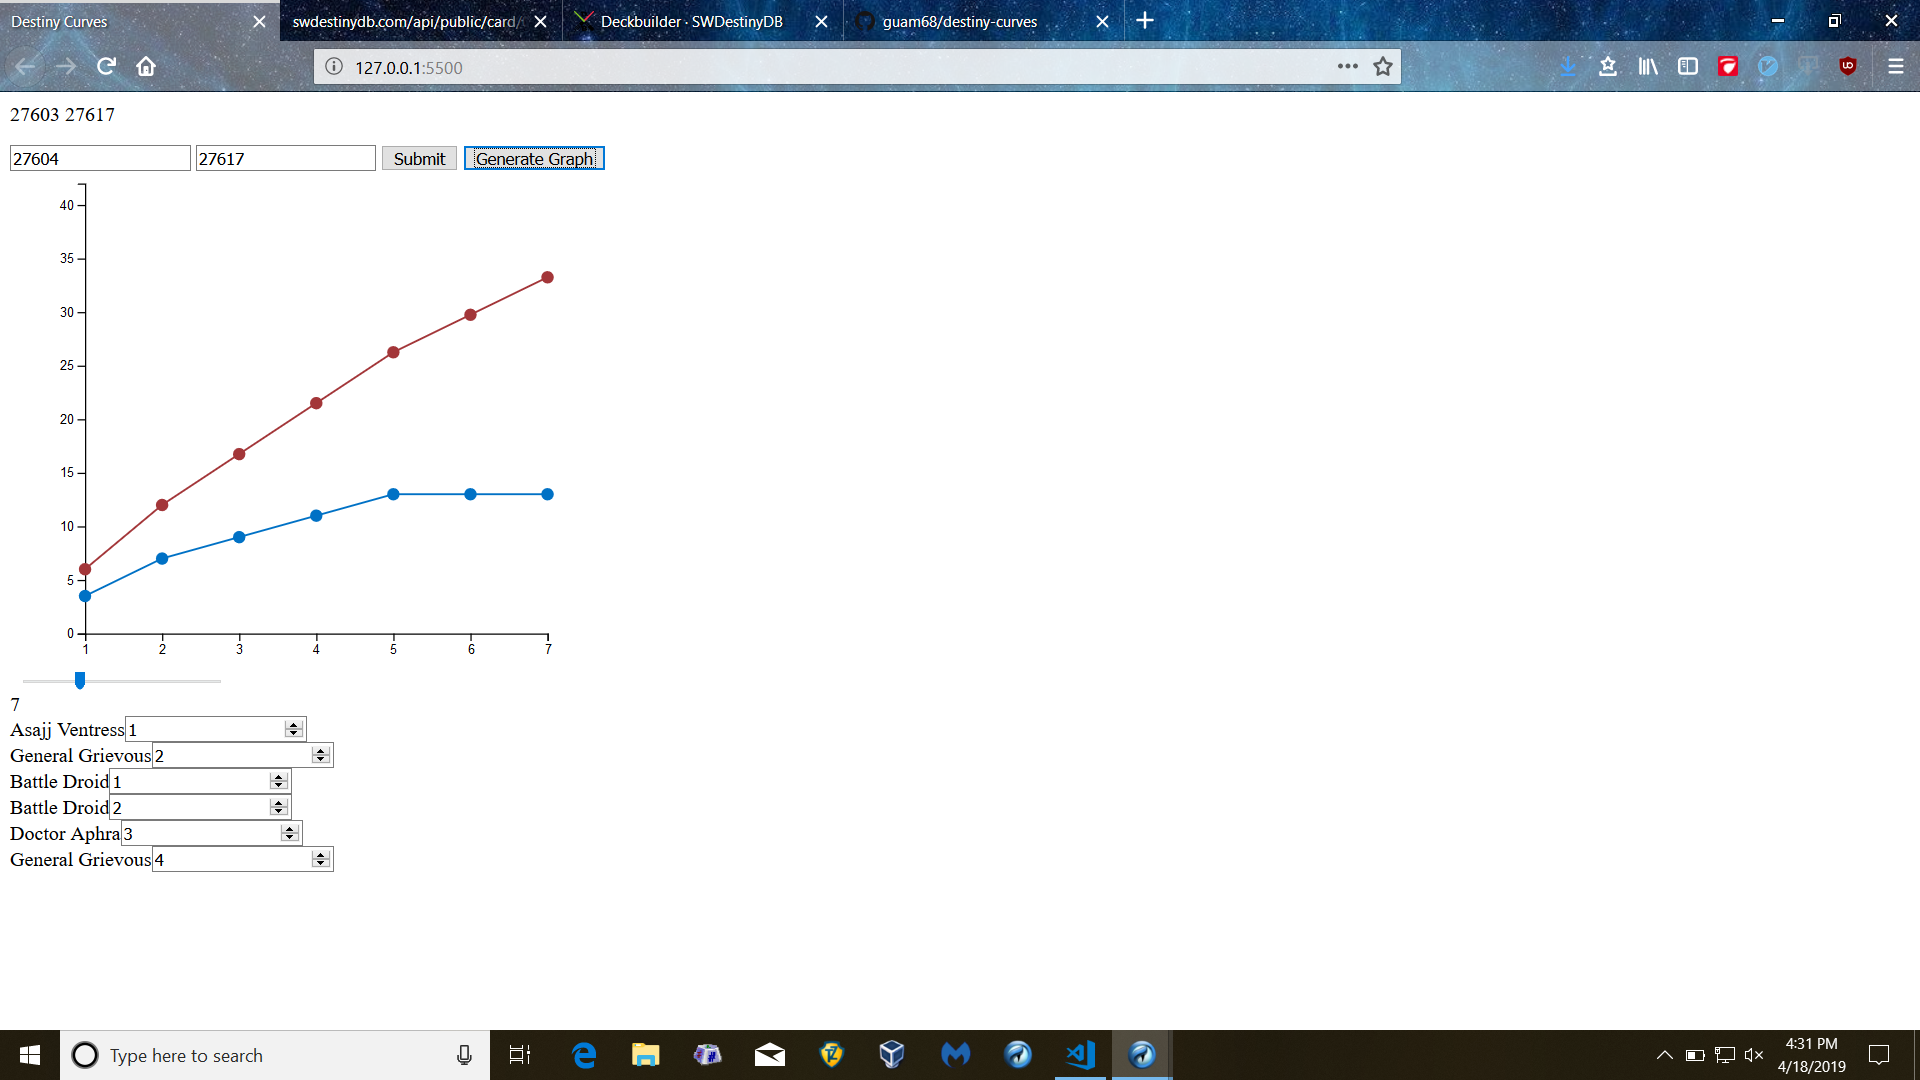 Destiny Curves
swdestinydb.com/api/public/card/
Deckbuilder · SWDestinyDB
guam68/destiny-curves
127.0.0.1:5500
27603 27617
27604 27617 Submit Generate Graph
40
35
30
25
20
15
10
5
0
1 2 3 4 5 6 7
7
Asajj Ventress 1
General Grievous 2
Battle Droid 1
Battle Droid 2
Doctor Aphra 3
General Grievous 4
Type here to search
4:31 PM
4/18/2019